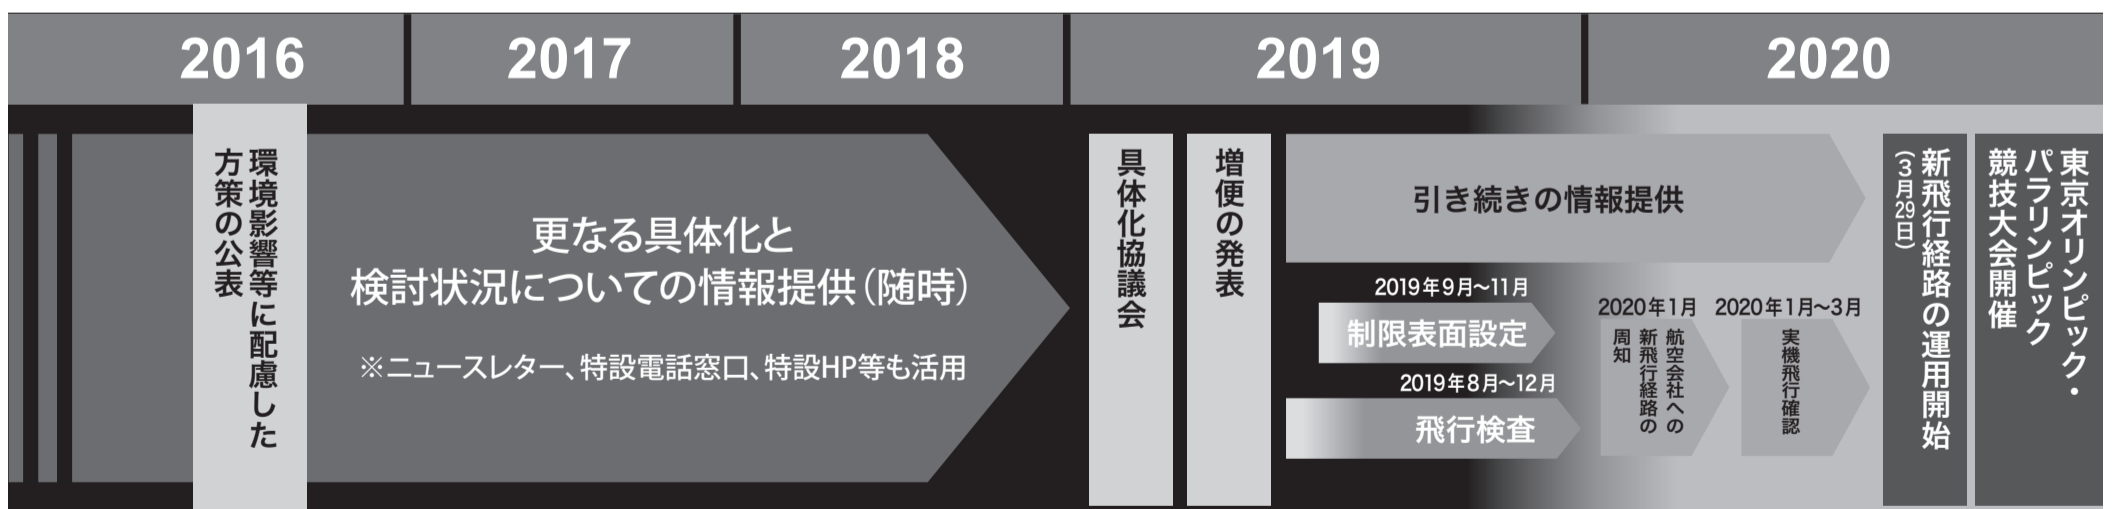 2016
2017
2018
2019
2020
環境影響等に配慮した
方策の公表
更なる具体化と
検討状況についての情報提供（随時）
※ニュースレター、特設電話窓口、特設HP等も活用
具体化協議会
増便の発表
引き続きの情報提供
2019年9月〜11月
制限表面設定
2019年8月〜12月
飛行検査
2020年1月
航空会社への
新飛行経路の
周知
2020年1月〜3月
実機飛行確認
新飛行経路の運用開始
（3月29日）
東京オリンピック・
パラリンピック
競技大会開催